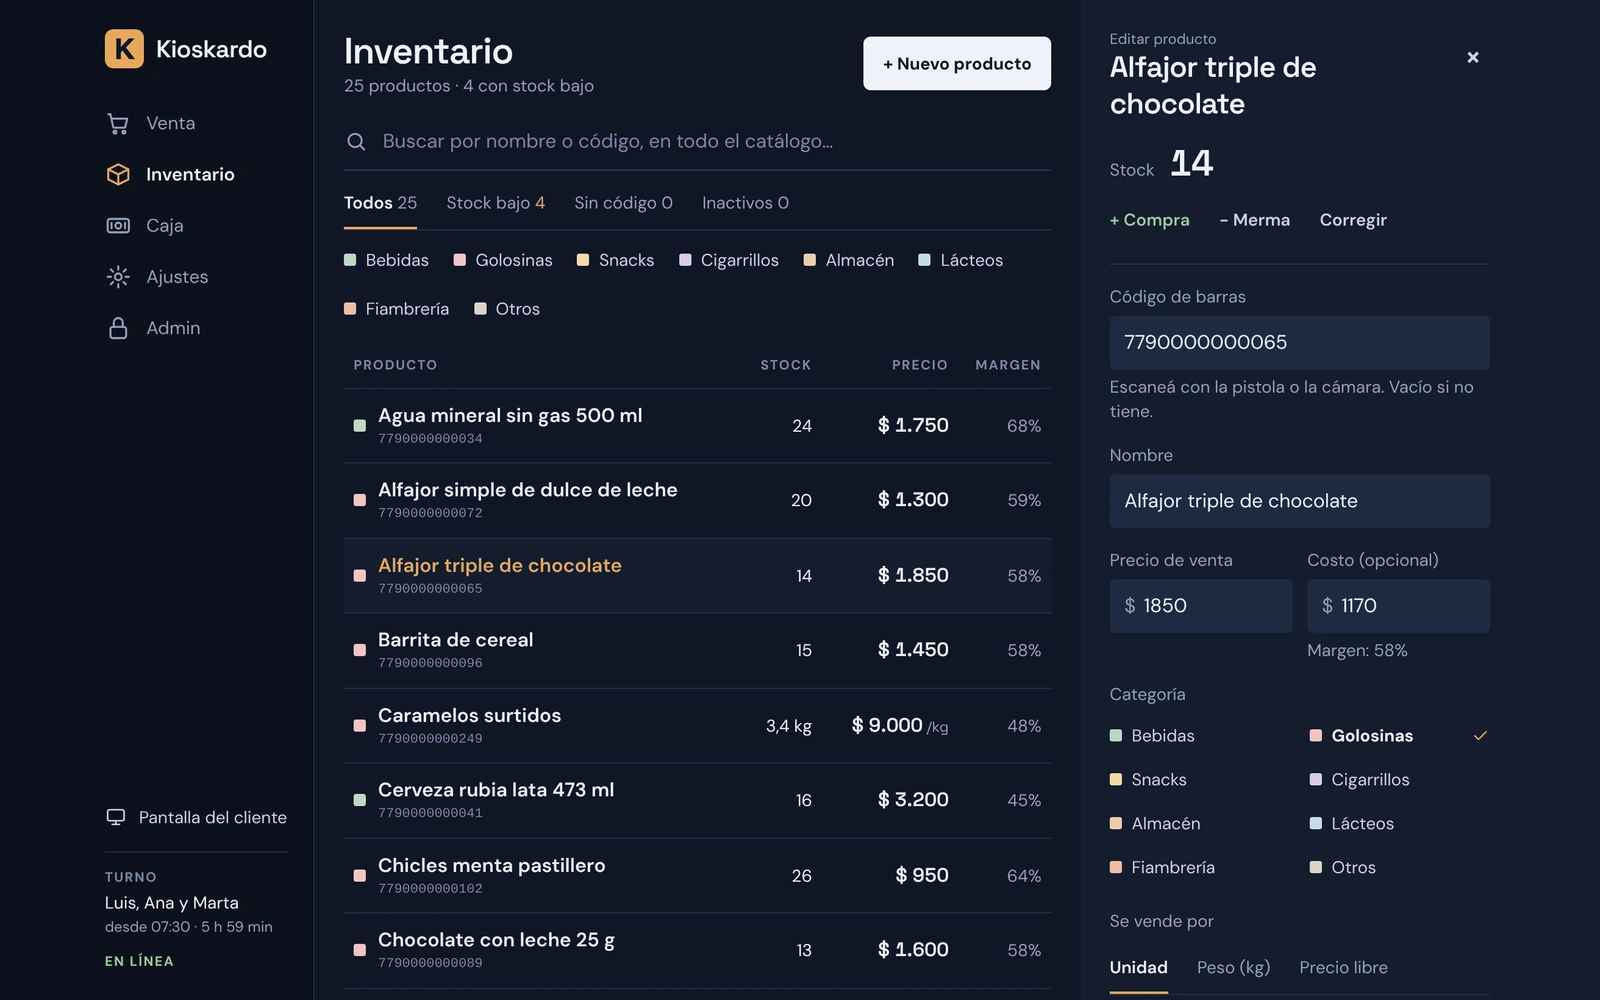 K Kioskardo
Venta
Inventario
Caja
Ajustes
Admin
Pantalla del cliente
TURNO
Luis, Ana y Marta
desde 07:30 · 5 h 59 min
EN LÍNEA
Inventario
25 productos · 4 con stock bajo
+ Nuevo producto
Buscar por nombre o código, en todo el catálogo...
Todos 25 Stock bajo 4 Sin código 0 Inactivos 0
Bebidas Golosinas Snacks Cigarrillos Almacén Lácteos
Fiambrería Otros
PRODUCTO STOCK PRECIO MARGEN
Agua mineral sin gas 500 ml 24 $ 1.750 68%
7790000000034
Alfajor simple de dulce de leche 20 $ 1.300 59%
7790000000072
Alfajor triple de chocolate 14 $ 1.850 58%
7790000000065
Barrita de cereal 15 $ 1.450 58%
7790000000096
Caramelos surtidos 3,4 kg $ 9.000 /kg 48%
7790000000249
Cerveza rubia lata 473 ml 16 $ 3.200 45%
7790000000041
Chicles menta pastillero 26 $ 950 64%
7790000000102
Chocolate con leche 25 g 13 $ 1.600 58%
7790000000089
Editar producto
Alfajor triple de
chocolate
×
Stock 14
+ Compra − Merma Corregir
Código de barras
7790000000065
Escaneá con la pistola o la cámara. Vacío si no
tiene.
Nombre
Alfajor triple de chocolate
Precio de venta Costo (opcional)
$ 1850 $ 1170
Margen: 58%
Categoría
Bebidas Golosinas ✓
Snacks Cigarrillos
Almacén Lácteos
Fiambrería Otros
Se vende por
Unidad Peso (kg) Precio libre